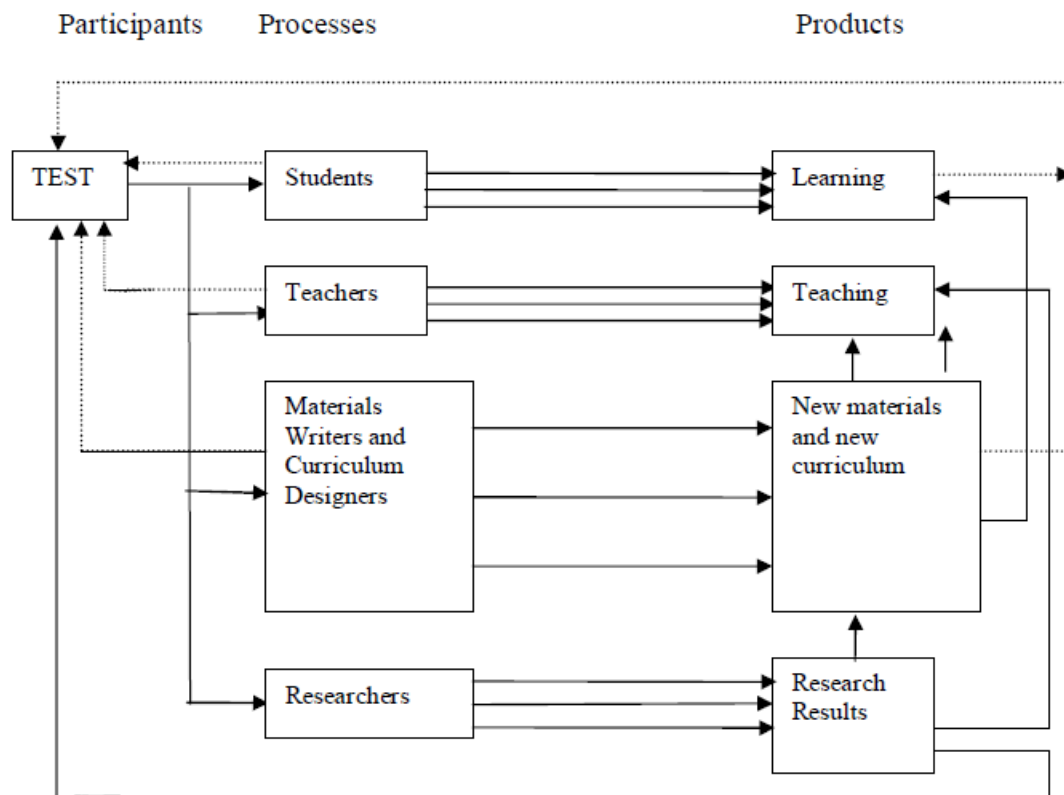 Participants Processes Products
TEST
Students
Learning
Teachers
Teaching
Materials
Writers and
Curriculum
Designers
New materials
and new
curriculum
Researchers
Research
Results